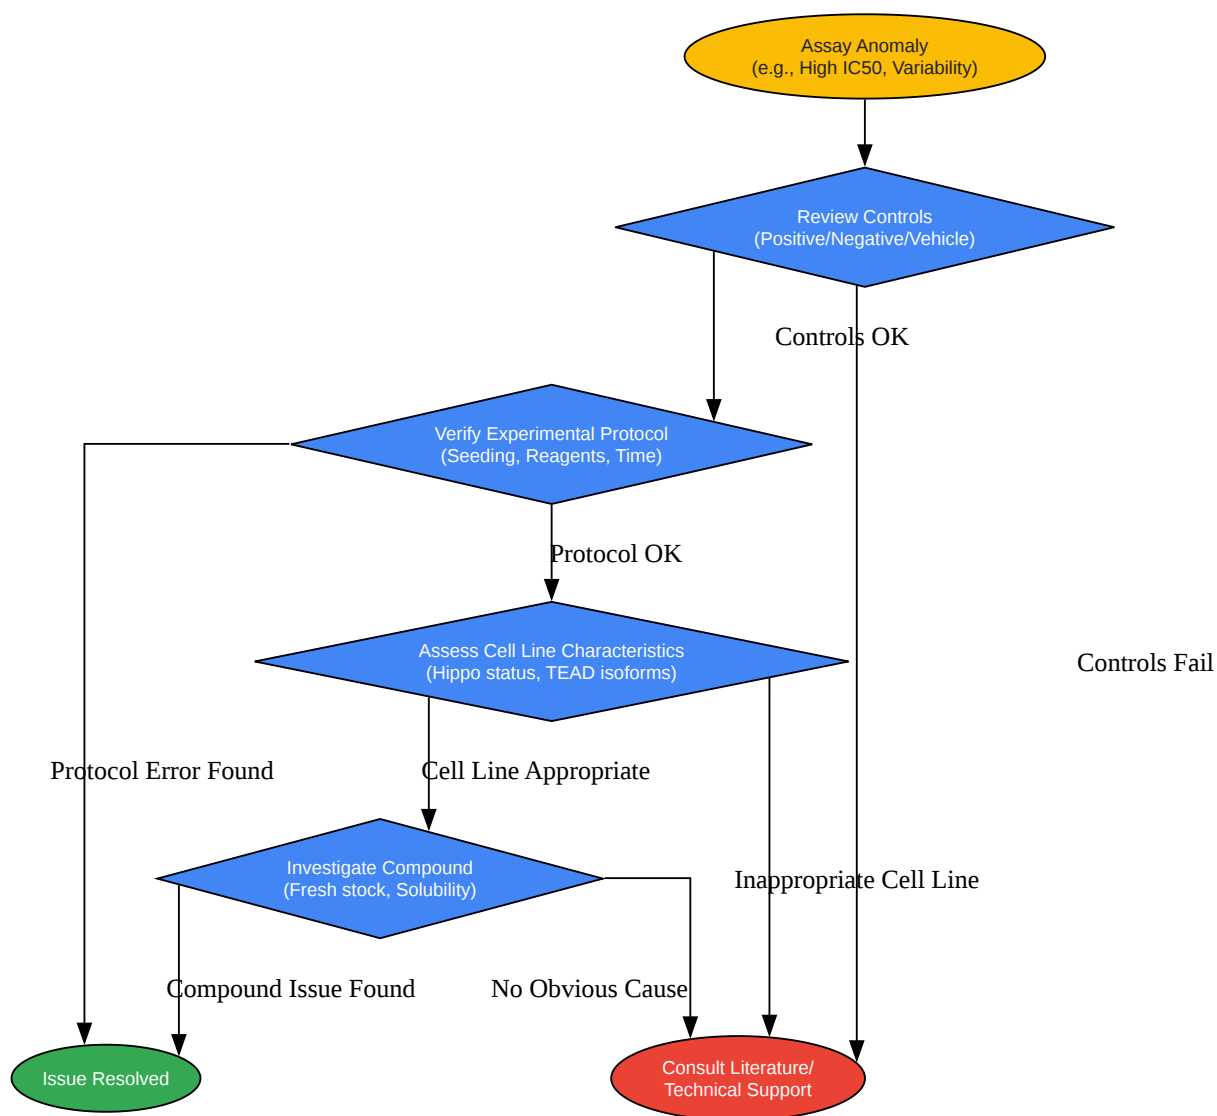 Assay Anomaly
(e.g., High IC50, Variability)
Review Controls
(Positive/Negative/Vehicle)
Controls OK
Verify Experimental Protocol
(Seeding, Reagents, Time)
Protocol OK
Assess Cell Line Characteristics
(Hippo status, TEAD isoforms)
Controls Fail
Protocol Error Found
Cell Line Appropriate
Investigate Compound
(Fresh stock, Solubility)
Inappropriate Cell Line
Compound Issue Found
No Obvious Cause
Issue Resolved
Consult Literature/
Technical Support